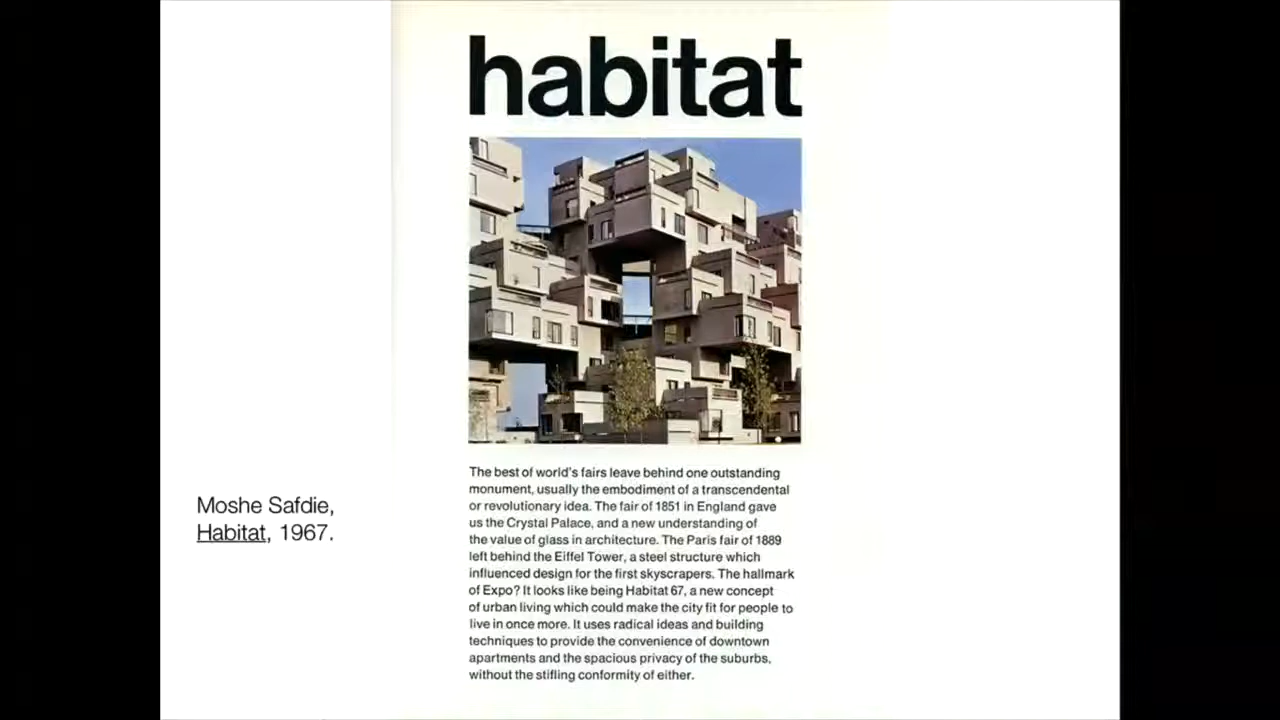 habitat
The best of world's fairs leave behind one outstanding
monument, usually the embodiment of a transcendental
or revolutionary idea. The fair of 1851 in England gave
us the Crystal Palace, and a new understanding of
the value of glass in architecture. The Paris fair of 1889
left behind the Eiffel Tower, a steel structure which
influenced design for the first skyscrapers. The hallmark
of Expo? It looks like being Habitat 67, a new concept
of urban living which could make the city fit for people to
live in once more. It uses radical ideas and building
techniques to provide the convenience of downtown
apartments and the spacious privacy of the suburbs,
without the stifling conformity of either.
Moshe Safdie,
Habitat, 1967.